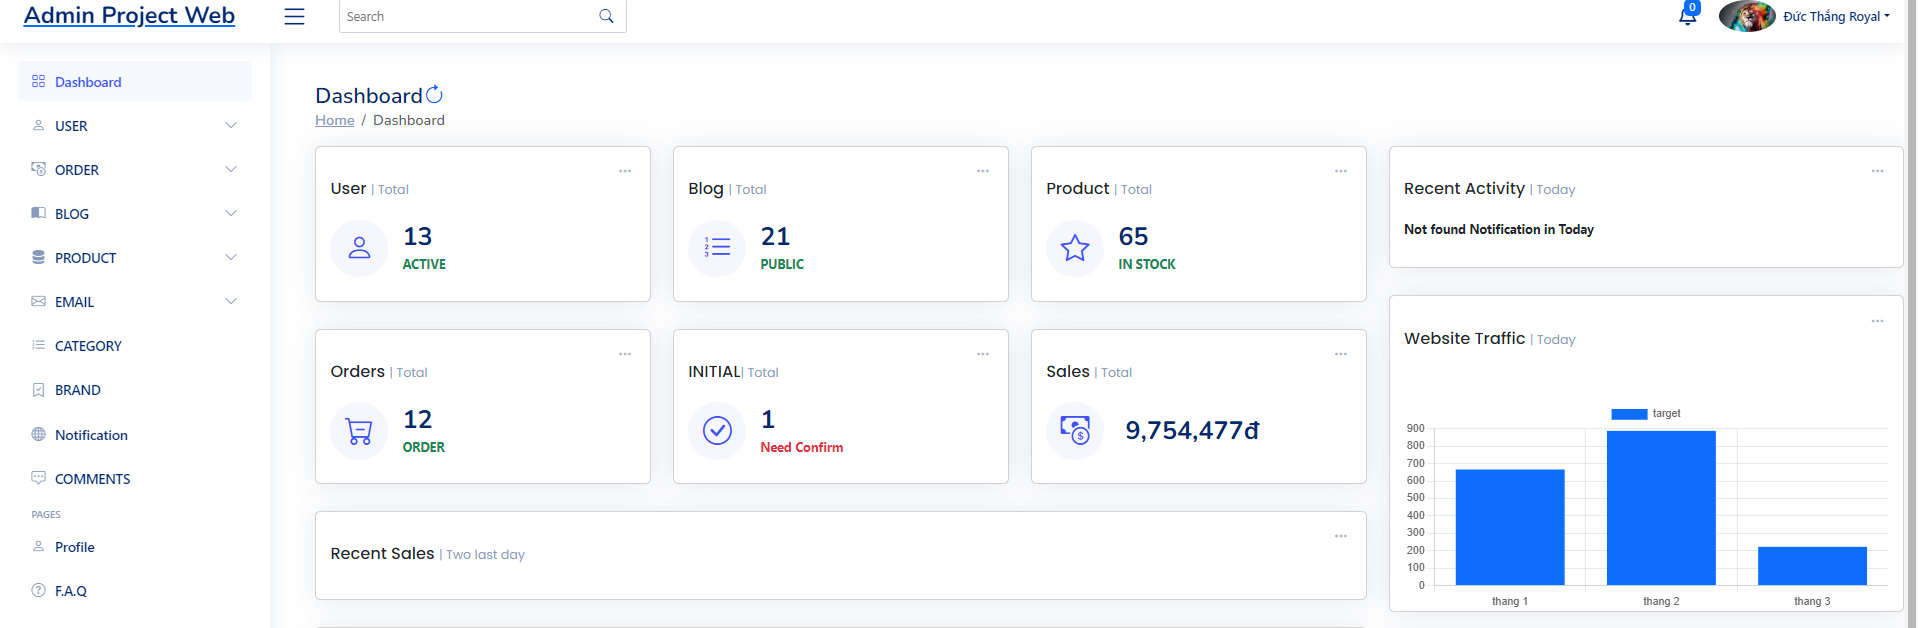 Admin Project Web
Search
0
Đức Thắng Royal
Dashboard
USER
ORDER
BLOG
PRODUCT
EMAIL
CATEGORY
BRAND
Notification
COMMENTS
PAGES
Profile
F.A.Q
Dashboard
Home / Dashboard
User | Total
13
ACTIVE
Blog | Total
21
PUBLIC
Product | Total
65
IN STOCK
Orders | Total
12
ORDER
INITIAL| Total
1
Need Confirm
Sales | Total
9,754,477đ
Recent Sales | Two last day
Recent Activity | Today
Not found Notification in Today
Website Traffic | Today
target
900
800
700
600
500
400
300
200
100
0
thang 1
thang 2
thang 3